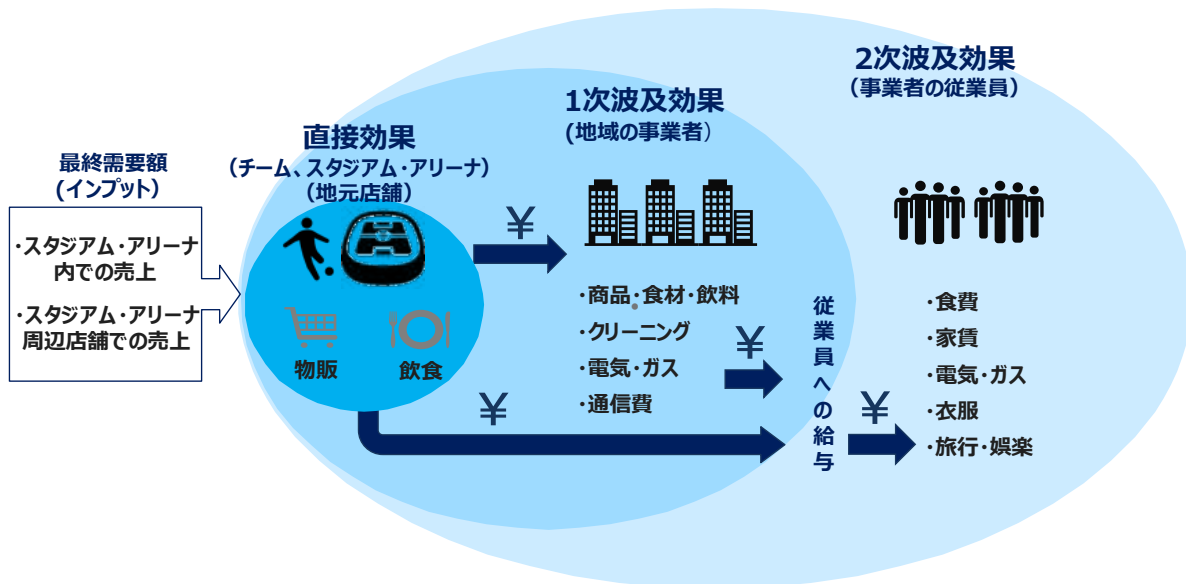 最終需要額
(インプット)
・スタジアム・アリーナ
内での売上
・スタジアム・アリーナ
周辺店舗での売上
直接効果
(チーム、スタジアム・アリーナ)
(地元店舗)
物販
飲食
¥
¥
1次波及効果
(地域の事業者)
・商品・食材・飲料
・クリーニング
・電気・ガス
・通信費
¥
従業員への給与
¥
2次波及効果
(事業者の従業員)
・食費
・家賃
・電気・ガス
・衣服
・旅行・娯楽